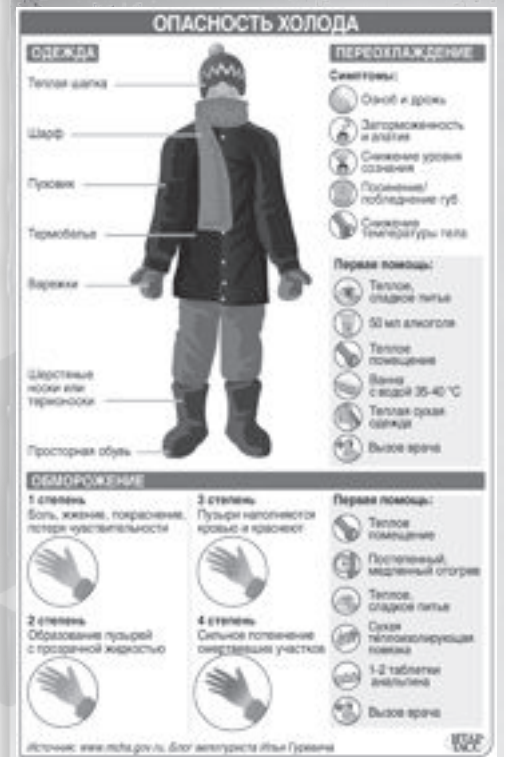 ОПАСНОСТЬ ХОЛОДА
ОДЕЖДА
Теплая шапка
Шарф
Пуховик
Термобелье
Варежки
Шерстяные
носки или
термоноски
Просторная обувь
ПЕРЕОХЛАЖДЕНИЕ
Симптомы:
Озноб и дрожь
Заторможенность
и апатия
Снижение уровня
сознания
Посинение/
побледнение губ
Снижение
температуры тела
Первая помощь:
Теплое,
сладкое питье
50 мл алкоголя
Теплое
помещение
Ванна
с водой 35-40 °C
Теплая сухая
одежда
Вызов врача
ОБМОРОЖЕНИЕ
1 степень
Боль, жжение, покраснение,
потеря чувствительности
2 степень
Образование пузырей
с прозрачной жидкостью
3 степень
Пузыри наполняются
кровью и краснеют
4 степень
Сильное потемнение
омертвевших участков
Первая помощь:
Теплое
помещение
Постепенный,
медленный отогрев
Теплое,
сладкое питье
Сухая
теплоизолирующая
повязка
1-2 таблетки
анальгина
Вызов врача
Источник: www.mchs.gov.ru, блог автотуриста Ильи Гуревича
ИТАР
ТАСС